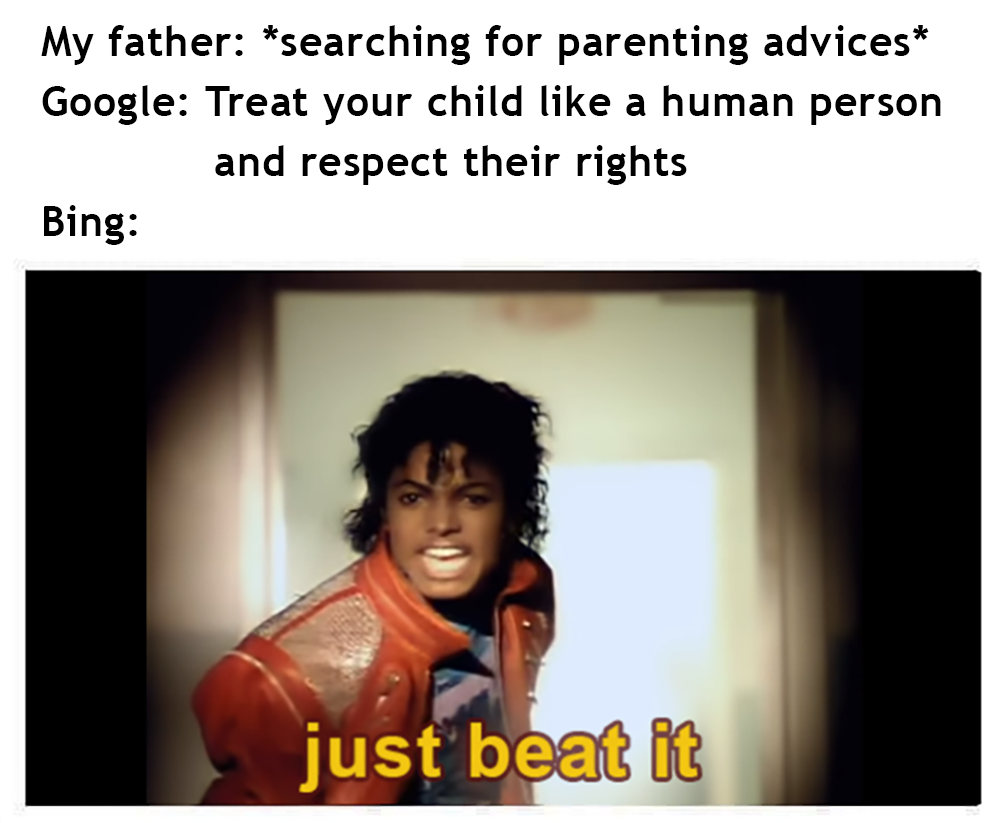 My father: *searching for parenting advices*
Google: Treat your child like a human person
and respect their rights
Bing:
just beat it